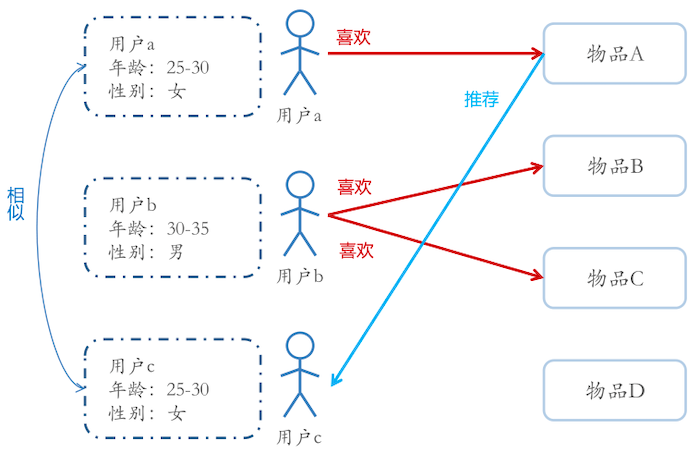 用户a
年龄：25-30
性别：女
用户a
喜欢
物品A
推荐
相似
用户b
年龄：30-35
性别：男
用户b
喜欢
喜欢
物品B
物品C
用户c
年龄：25-30
性别：女
用户c
物品D